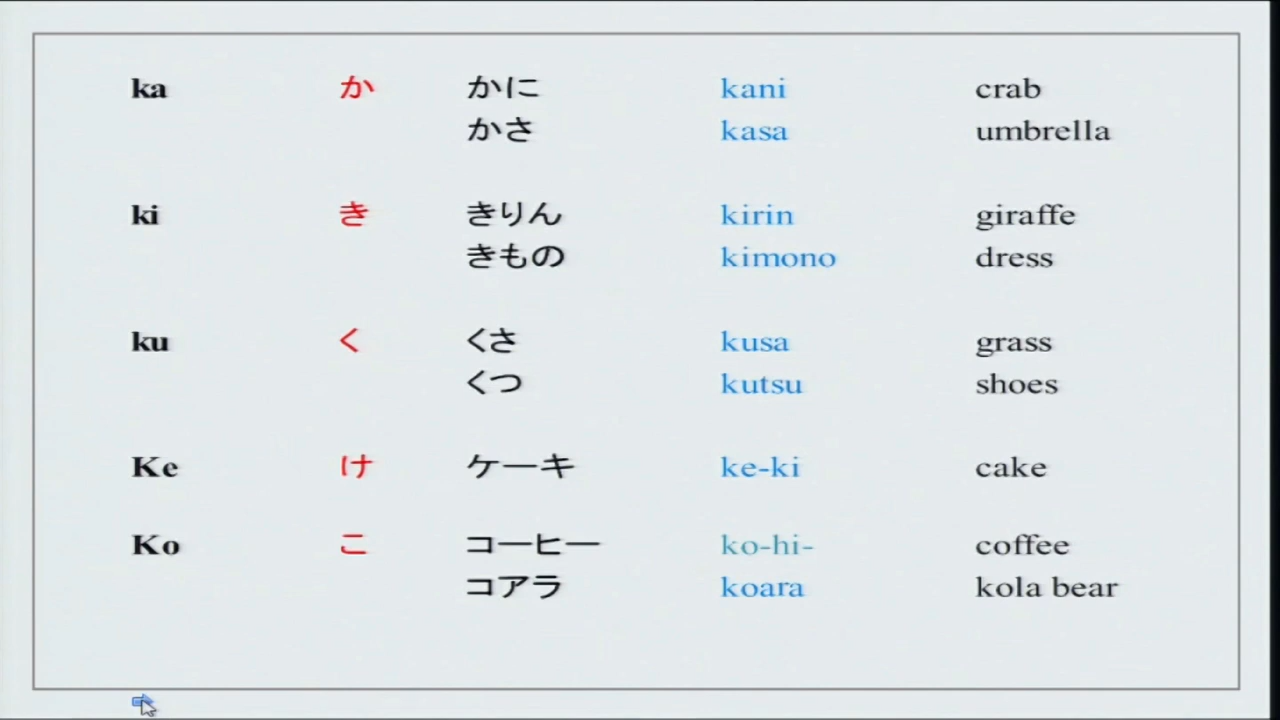 ka か かに kani crab
かさ kasa umbrella
ki き きりん kirin giraffe
きもの kimono dress
ku く くさ kusa grass
くつ kutsu shoes
Ke け ケーキ ke-ki cake
Ko こ コーヒー ko-hi- coffee
コアラ koara kola bear